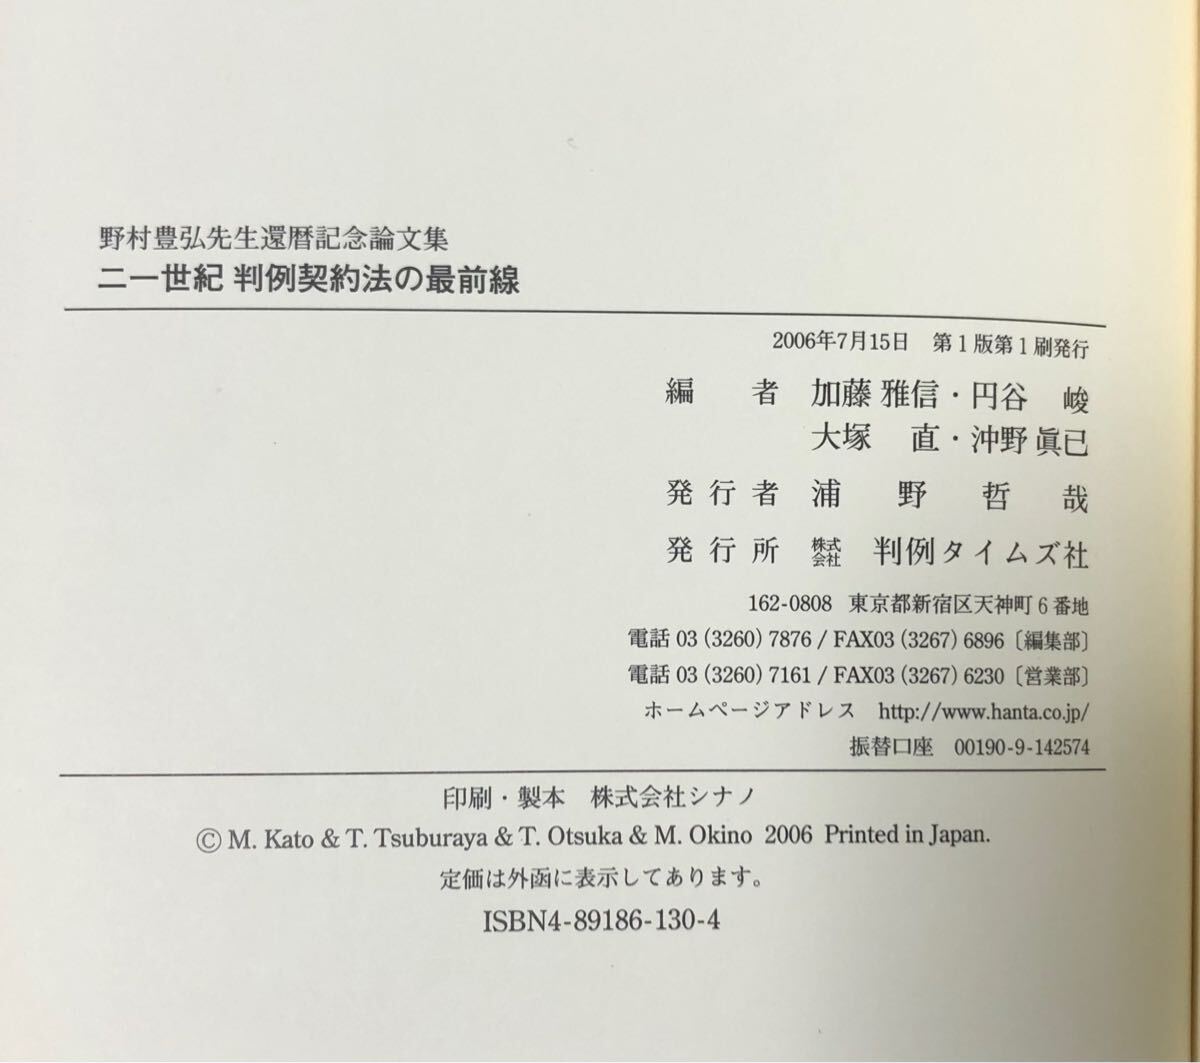 野村豊弘先生還暦記念論文集
二一世紀 判例契約法の最前線
2006年7月15日 第1版第1刷発行
編者 加藤 雅信・円谷 峻
大塚 直・沖野 眞已
発行者 浦野哲哉
発行所 株式会社 判例タイムズ社
162-0808 東京都新宿区天神町6番地
電話 03 (3260) 7876 / FAX03 (3267) 6896〔編集部〕
電話 03 (3260) 7161 / FAX03 (3267) 6230〔営業部〕
ホームページアドレス http://www.hanta.co.jp/
振替口座 00190-9-142574
印刷・製本 株式会社シナノ
© M. Kato & T. Tsuburaya & T. Otsuka & M. Okino 2006 Printed in Japan.
定価は外函に表示してあります。
ISBN4-89186-130-4